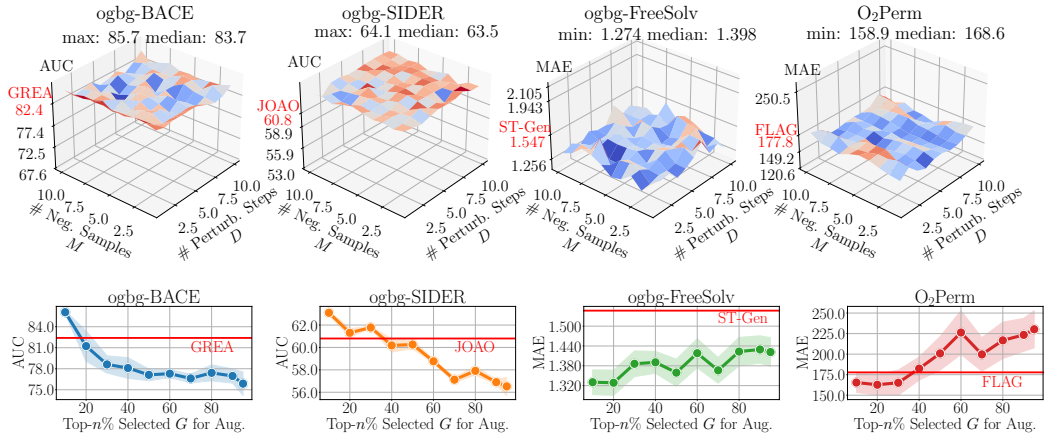 ogbg-BACE
max: 85.7 median: 83.7
AUC
GREA
82.4
77.4
72.5
67.6
10.0
7.5
5.0
2.5
# Neg. Samples
M
2.5
5.0
7.5
10.0
# Perturb. Steps
D
ogbg-SIDER
max: 64.1 median: 63.5
AUC
JOAO
60.8
58.9
55.9
53.0
10.0
7.5
5.0
2.5
# Neg. Samples
M
2.5
5.0
7.5
10.0
# Perturb. Steps
D
ogbg-FreeSolv
min: 1.274 median: 1.398
MAE
2.105
1.943
ST-Gen
1.547
1.256
10.0
7.5
5.0
2.5
# Neg. Samples
M
2.5
5.0
7.5
10.0
# Perturb. Steps
D
O₂Perm
min: 158.9 median: 168.6
MAE
250.5
FLAG
177.8
149.2
120.6
10.0
7.5
5.0
2.5
# Neg. Samples
M
2.5
5.0
7.5
10.0
# Perturb. Steps
D
ogbg-BACE
AUC
84.0
81.0
78.0
75.0
GREA
20 40 60 80
Top-n% Selected G for Aug.
ogbg-SIDER
AUC
62.0
60.0
58.0
56.0
JOAO
20 40 60 80
Top-n% Selected G for Aug.
ogbg-FreeSolv
MAE
1.500
1.440
1.380
1.320
ST-Gen
20 40 60 80
Top-n% Selected G for Aug.
O₂Perm
MAE
250.0
225.0
200.0
175.0
150.0
FLAG
20 40 60 80
Top-n% Selected G for Aug.